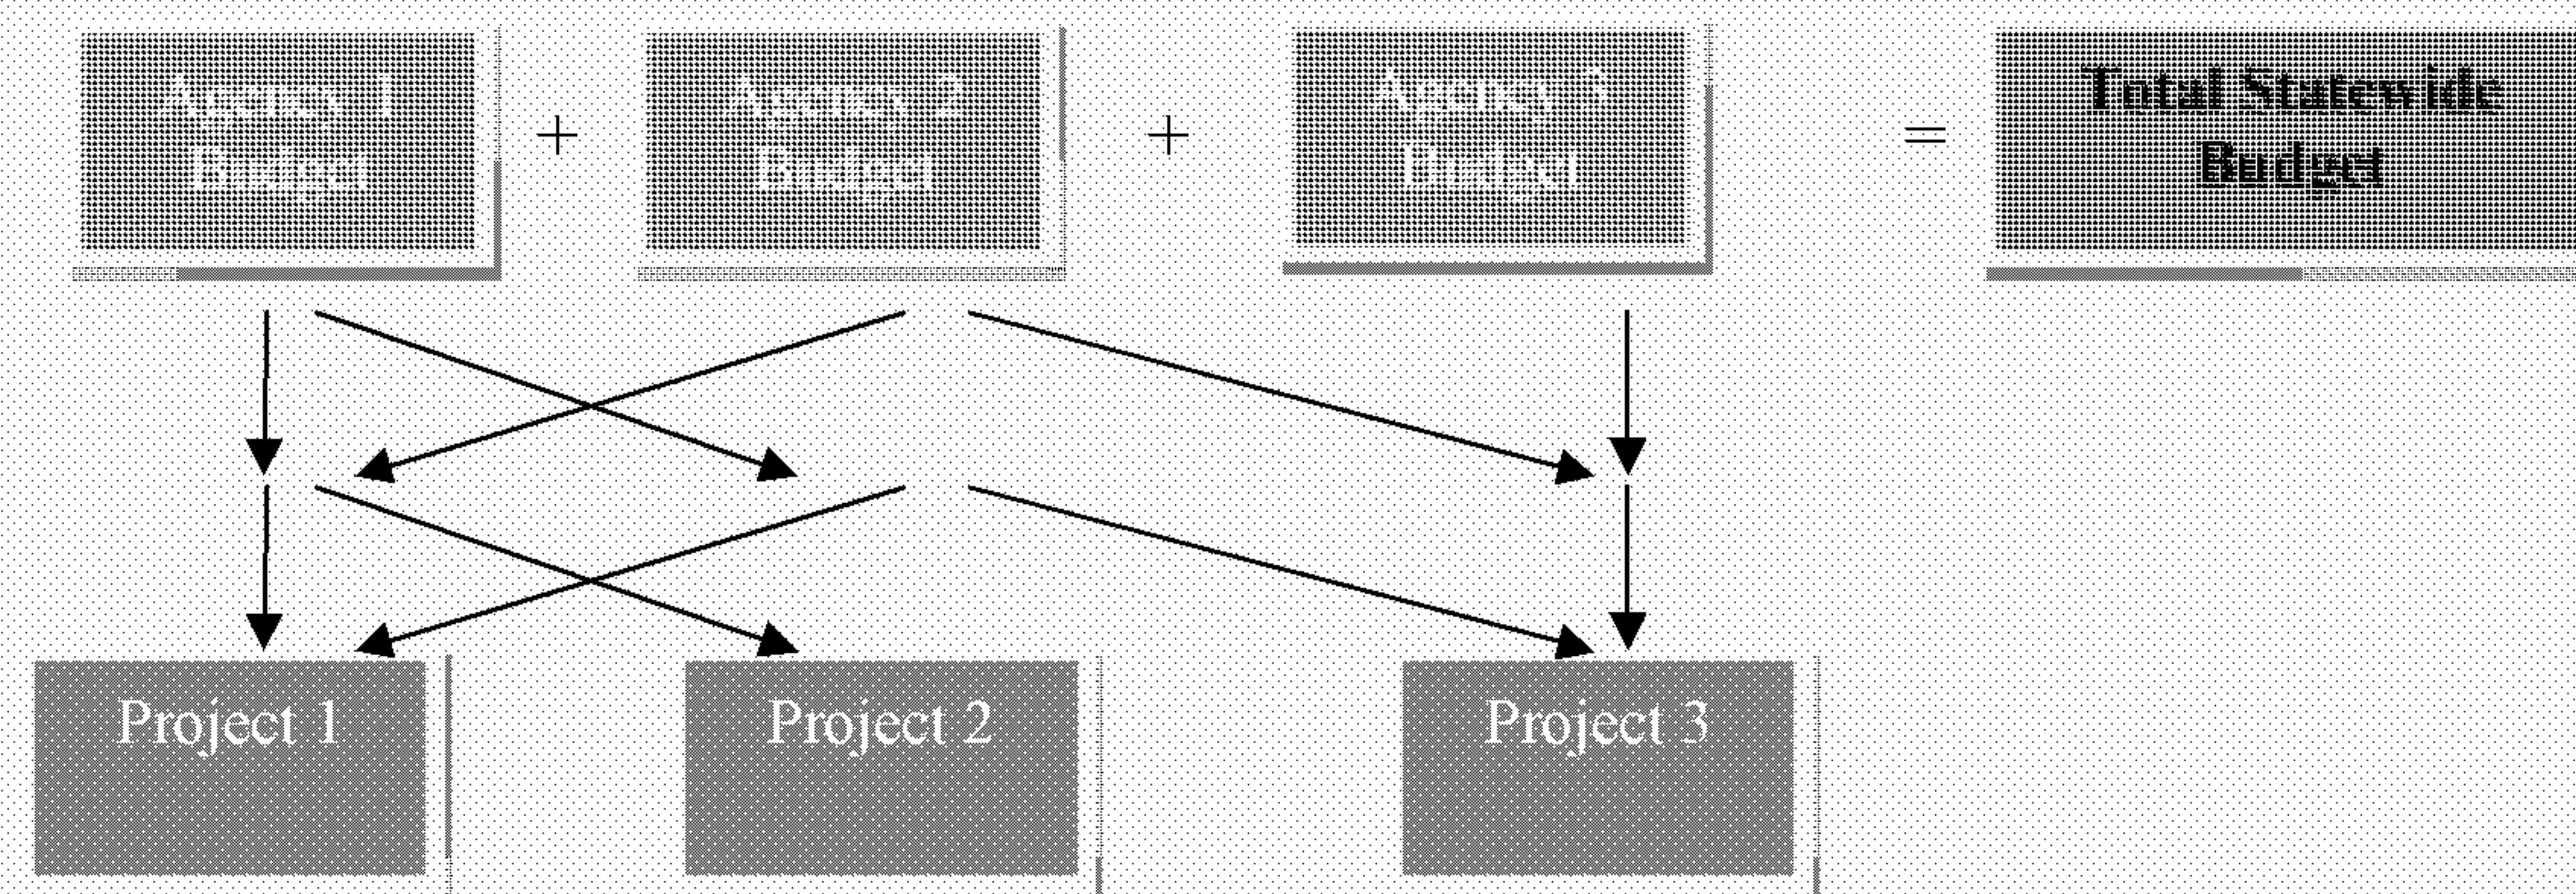 Agency 1
Budget
+
Agency 2
Budget
+
Agency 3
Budget
=
Total Statewide
Budget
Project 1
Project 2
Project 3